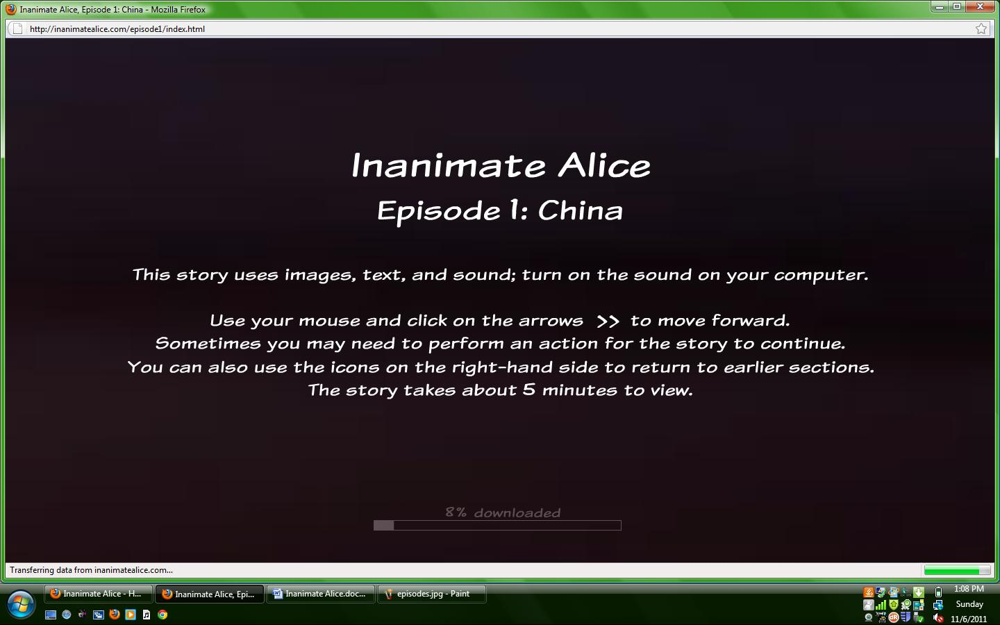 Inanimate Alice, Episode 1: China - Mozilla Firefox
http://inanimatealice.com/episode1/index.html
Inanimate Alice
Episode 1: China
This story uses images, text, and sound; turn on the sound on your computer.
Use your mouse and click on the arrows >> to move forward.
Sometimes you may need to perform an action for the story to continue.
You can also use the icons on the right-hand side to return to earlier sections.
The story takes about 5 minutes to view.
8% downloaded
Transferring data from inanimatealice.com...
Inanimate Alice - H...
Inanimate Alice, Epi...
Inanimate Alice.doc...
episodes.jpg - Paint
1:08 PM
Sunday
11/6/2011